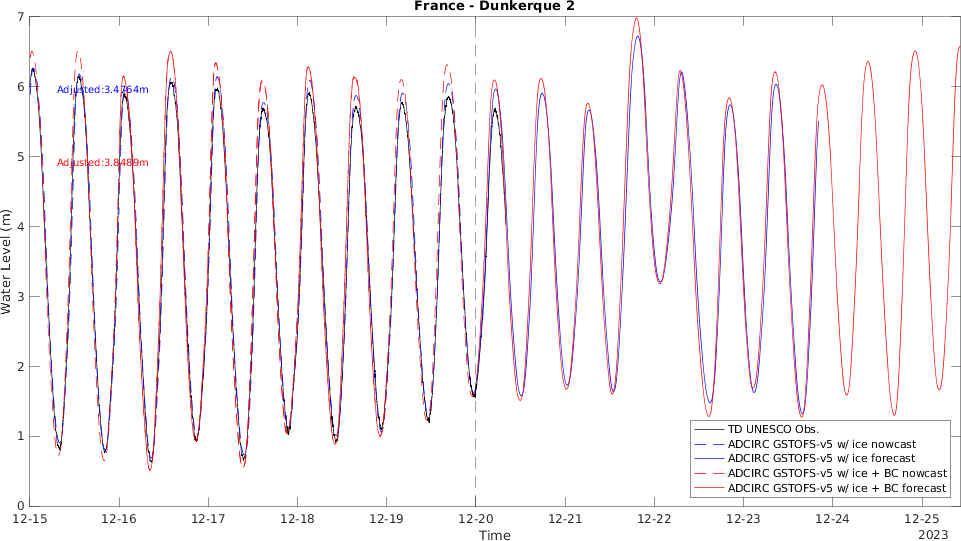 France - Dunkerque 2
7
6
5
4
3
2
1
0
Water Level (m)
Adjusted:3.4764m
Adjusted:3.8489m
TD UNESCO Obs.
ADCIRC GSTOFS-v5 w/ ice nowcast
ADCIRC GSTOFS-v5 w/ ice forecast
ADCIRC GSTOFS-v5 w/ ice + BC nowcast
ADCIRC GSTOFS-v5 w/ ice + BC forecast
12-15 12-16 12-17 12-18 12-19 12-20 12-21 12-22 12-23 12-24 12-25
Time
2023